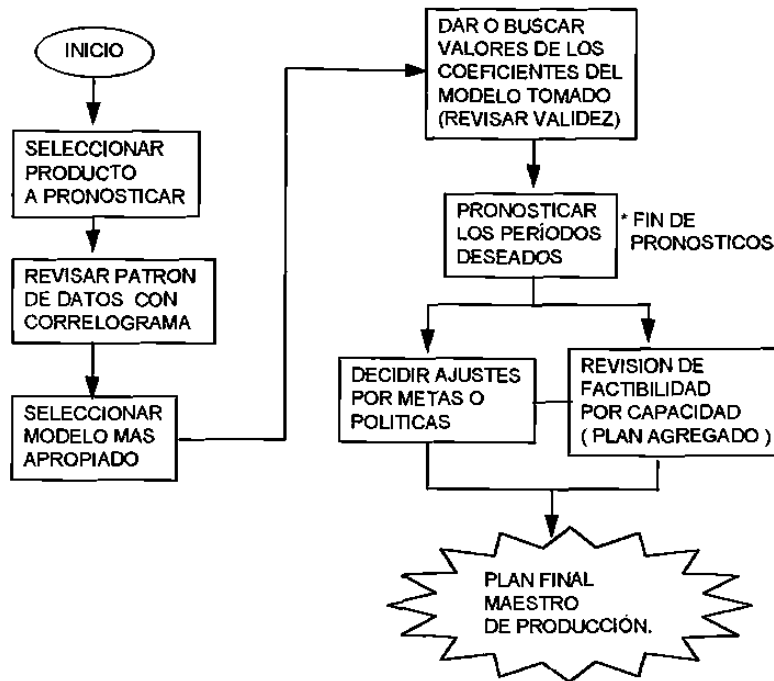 INICIO
SELECCIONAR
PRODUCTO
A PRONOSTICAR
REVISAR PATRON
DE DATOS CON
CORRELOGRAMA
SELECCIONAR
MODELO MAS
APROPIADO
DAR O BUSCAR
VALORES DE LOS
COEFICIENTES DEL
MODELO TOMADO
(REVISAR VALIDEZ)
PRONOSTICAR
LOS PERÍODOS
DESEADOS
* FIN DE
PRONOSTICOS
DECIDIR AJUSTES
POR METAS O
POLITICAS
REVISION DE
FACTIBILIDAD
POR CAPACIDAD
( PLAN AGREGADO )
PLAN FINAL
MAESTRO
DE PRODUCCIÓN.